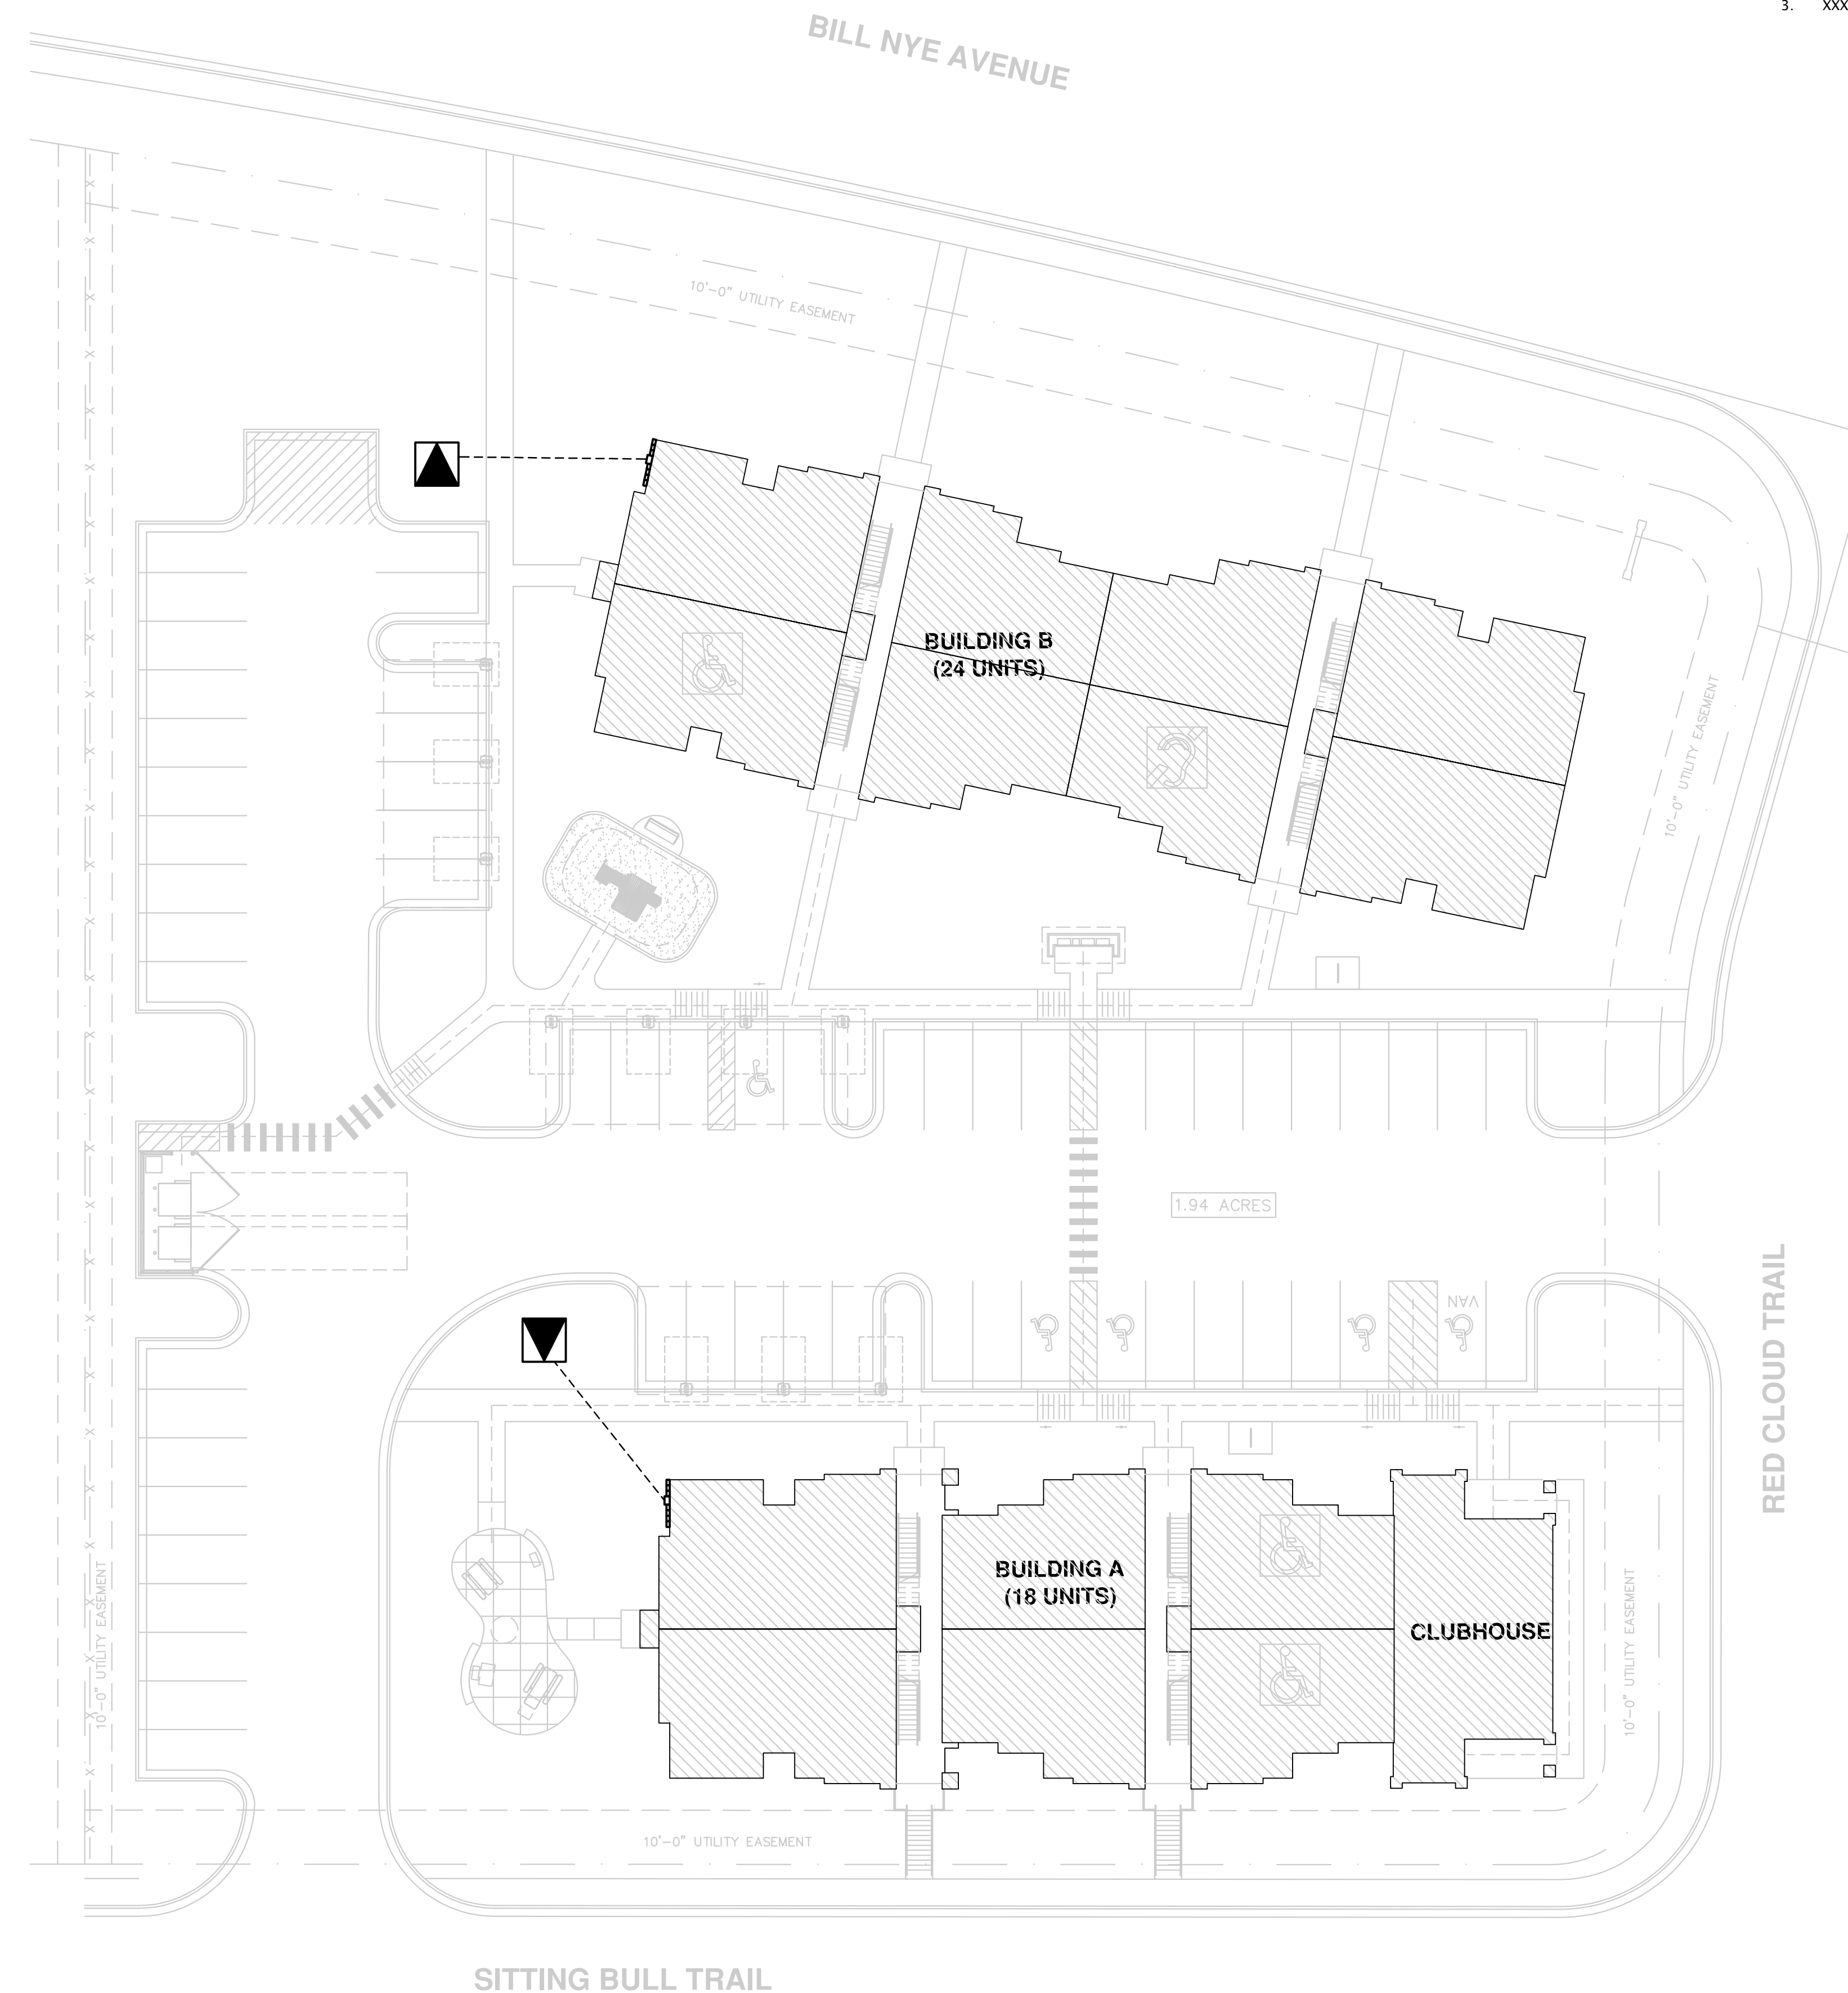 3. XXX
BILL NYE AVENUE
10'-0" UTILITY EASEMENT
BUILDING B
(24 UNITS)
10'-0" UTILITY EASEMENT
1.94 ACRES
VAN
RED CLOUD TRAIL
BUILDING A
(18 UNITS)
CLUBHOUSE
10'-0" UTILITY EASEMENT
10'-0" UTILITY EASEMENT
10'-0" UTILITY EASEMENT
SITTING BULL TRAIL